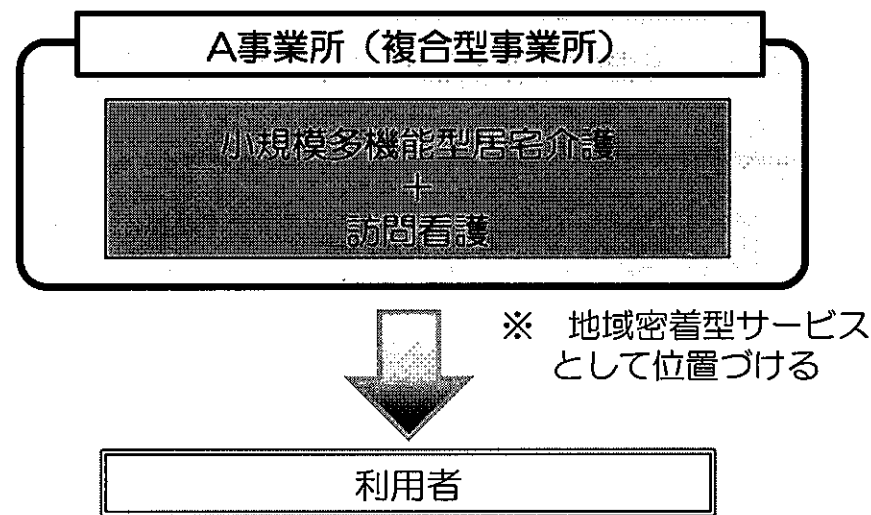 A事業所（複合型事業所）
小規模多機能型居宅介護
＋
訪問看護
※　地域密着型サービス
として位置づける
利用者